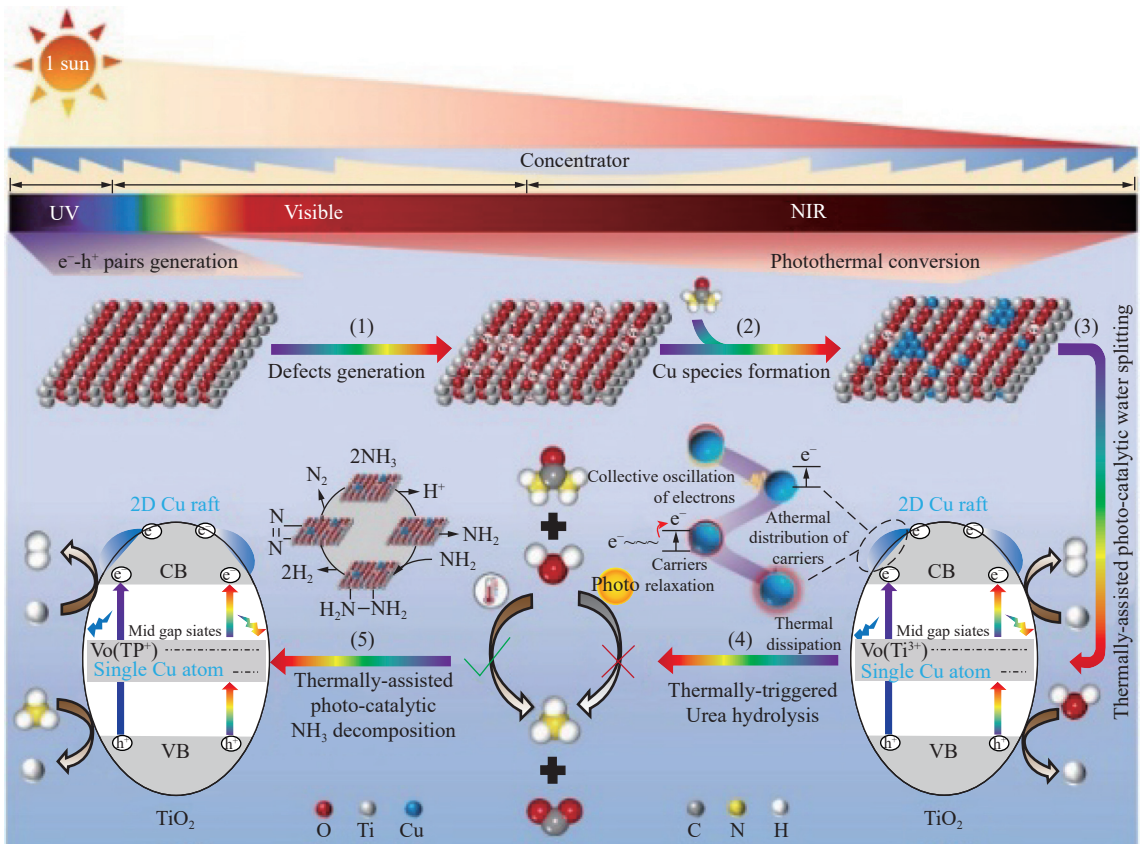 1 sun
Concentrator
UV
Visible
NIR
e⁻-h⁺ pairs generation
Photothermal conversion
(1)
Defects generation
(2)
Cu species formation
(3)
Thermally-assisted photo-catalytic water splitting
2NH₃
N₂
H⁺
N
N
NH₂
NH₂
2H₂
H₂N—NH₂
Collective oscillation
of electrons
e⁻
e⁻
e⁻
Carriers
relaxation
Athermal
distribution of
carriers
Thermal
dissipation
Photo
2D Cu raft
e⁻
e⁻
CB
e⁻
e⁻
Mid gap siates
Vo(TP⁺)
Single Cu atom
h⁺
h⁺
VB
TiO₂
(5)
Thermally-assisted
photo-catalytic
NH₃ decomposition
(4)
Thermally-triggered
Urea hydrolysis
2D Cu raft
e⁻
e⁻
CB
e⁻
e⁻
Mid gap siates
Vo(Ti³⁺)
Single Cu atom
h⁺
h⁺
VB
TiO₂
O Ti Cu
C N H